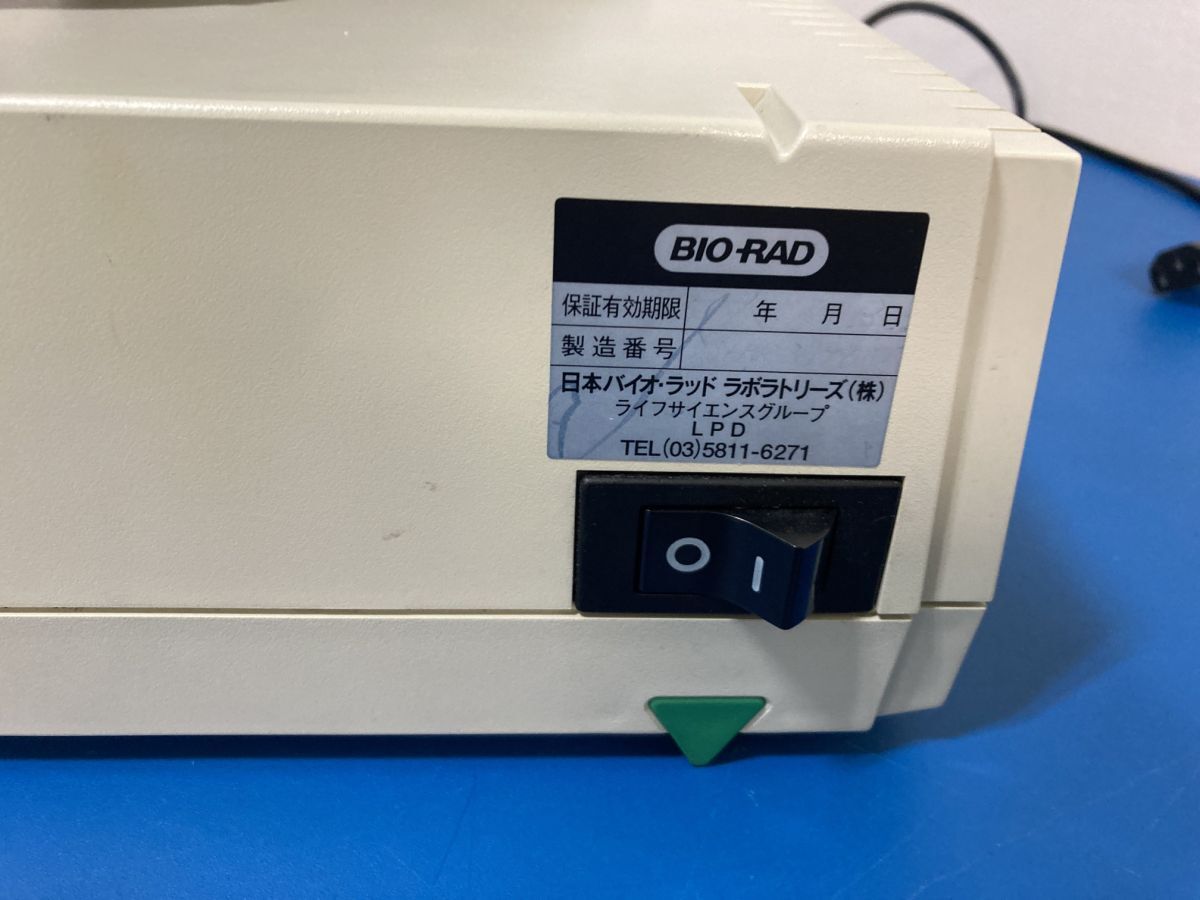 BIO-RAD
保証有効期限 年 月 日
製造番号
日本バイオ・ラッド ラボラトリーズ(株)
ライフサイエンスグループ
LPD
TEL(03)5811-6271
O I